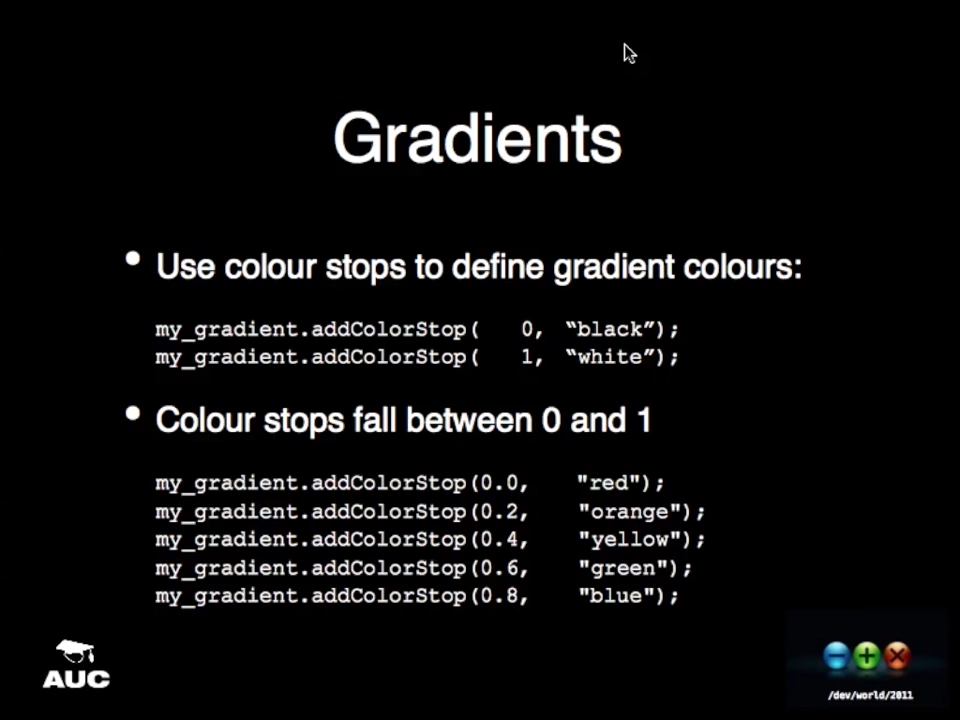 Gradients
• Use colour stops to define gradient colours:
my_gradient.addColorStop(   0, “black”);
my_gradient.addColorStop(   1, “white”);
• Colour stops fall between 0 and 1
my_gradient.addColorStop(0.0,    "red");
my_gradient.addColorStop(0.2,    "orange");
my_gradient.addColorStop(0.4,    "yellow");
my_gradient.addColorStop(0.6,    "green");
my_gradient.addColorStop(0.8,    "blue");
AUC
/dev/world/2011